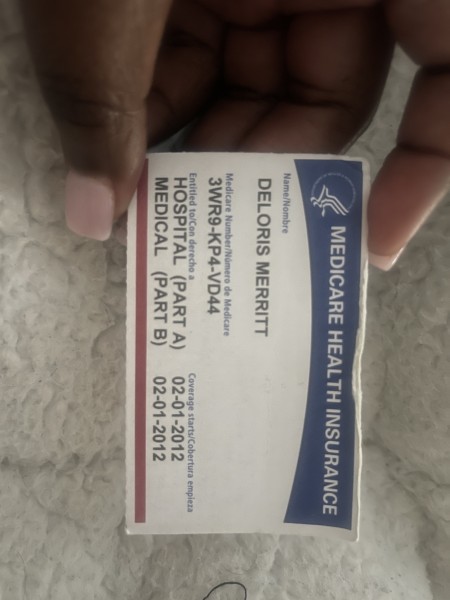 MEDICARE HEALTH INSURANCE
Name/Nombre
DELORIS MERRITT
Medicare Number/Número de Medicare
3WR9-KP4-VD44
Entitled to/Con derecho a
Coverage starts/Cobertura empieza
HOSPITAL (PART A) 02-01-2012
MEDICAL (PART B) 02-01-2012